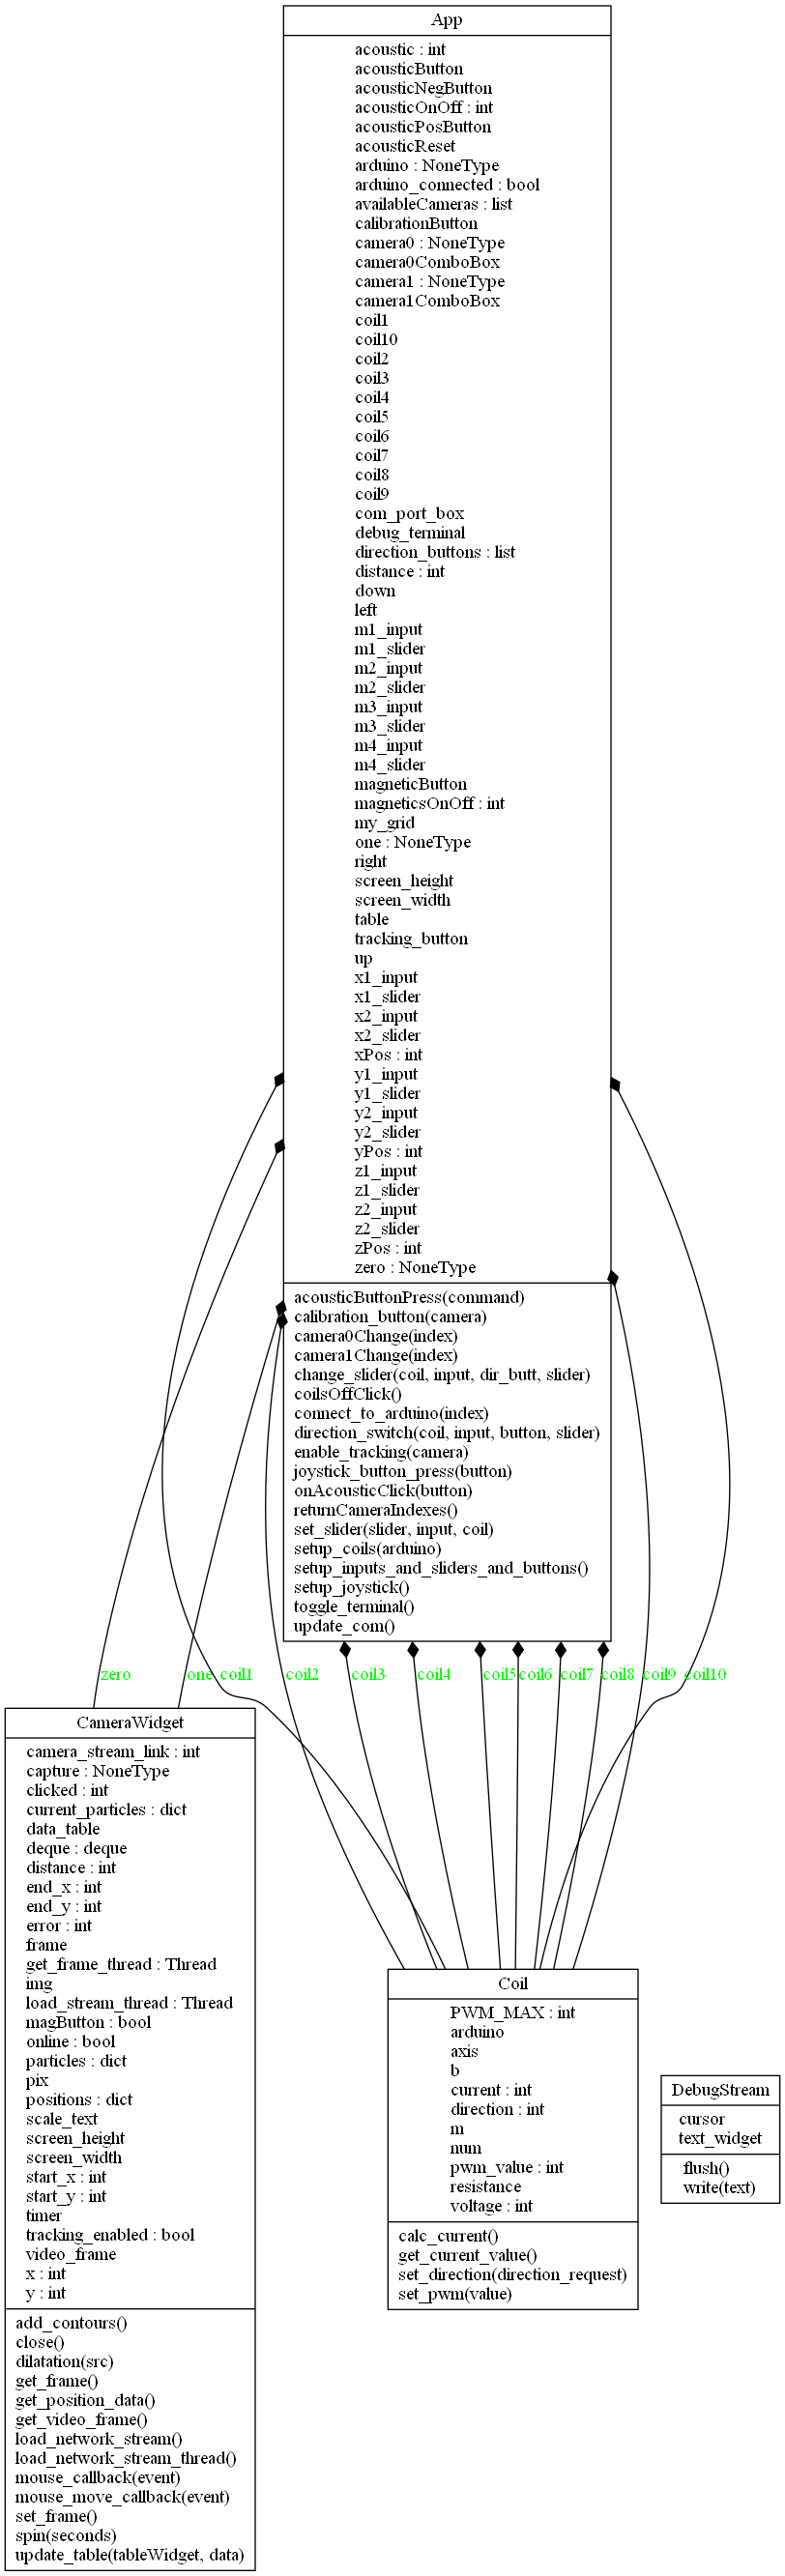 App
acoustic : int
acousticButton
acousticNegButton
acousticOnOff : int
acousticPosButton
acousticReset
arduino : NoneType
arduino_connected : bool
availableCameras : list
calibrationButton
camera0 : NoneType
camera0ComboBox
camera1 : NoneType
camera1ComboBox
coil1
coil10
coil2
coil3
coil4
coil5
coil6
coil7
coil8
coil9
com_port_box
debug_terminal
direction_buttons : list
distance : int
down
left
m1_input
m1_slider
m2_input
m2_slider
m3_input
m3_slider
m4_input
m4_slider
magneticButton
magneticsOnOff : int
my_grid
one : NoneType
right
screen_height
screen_width
table
tracking_button
up
x1_input
x1_slider
x2_input
x2_slider
xPos : int
y1_input
y1_slider
y2_input
y2_slider
yPos : int
z1_input
z1_slider
z2_input
z2_slider
zPos : int
zero : NoneType
acousticButtonPress(command)
calibration_button(camera)
camera0Change(index)
camera1Change(index)
change_slider(coil, input, dir_butt, slider)
coilsOffClick()
connect_to_arduino(index)
direction_switch(coil, input, button, slider)
enable_tracking(camera)
joystick_button_press(button)
onAcousticClick(button)
returnCameraIndexes()
set_slider(slider, input, coil)
setup_coils(arduino)
setup_inputs_and_sliders_and_buttons()
setup_joystick()
toggle_terminal()
update_com()
zero
one
coil1
coil2
coil3
coil4
coil5
coil6
coil7
coil8
coil9
coil10
CameraWidget
camera_stream_link : int
capture : NoneType
clicked : int
current_particles : dict
data_table
deque : deque
distance : int
end_x : int
end_y : int
error : int
frame
get_frame_thread : Thread
img
load_stream_thread : Thread
magButton : bool
online : bool
particles : dict
pix
positions : dict
scale_text
screen_height
screen_width
start_x : int
start_y : int
timer
tracking_enabled : bool
video_frame
x : int
y : int
add_contours()
close()
dilatation(src)
get_frame()
get_position_data()
get_video_frame()
load_network_stream()
load_network_stream_thread()
mouse_callback(event)
mouse_move_callback(event)
set_frame()
spin(seconds)
update_table(tableWidget, data)
Coil
PWM_MAX : int
arduino
axis
b
current : int
direction : int
m
num
pwm_value : int
resistance
voltage : int
calc_current()
get_current_value()
set_direction(direction_request)
set_pwm(value)
DebugStream
cursor
text_widget
flush()
write(text)